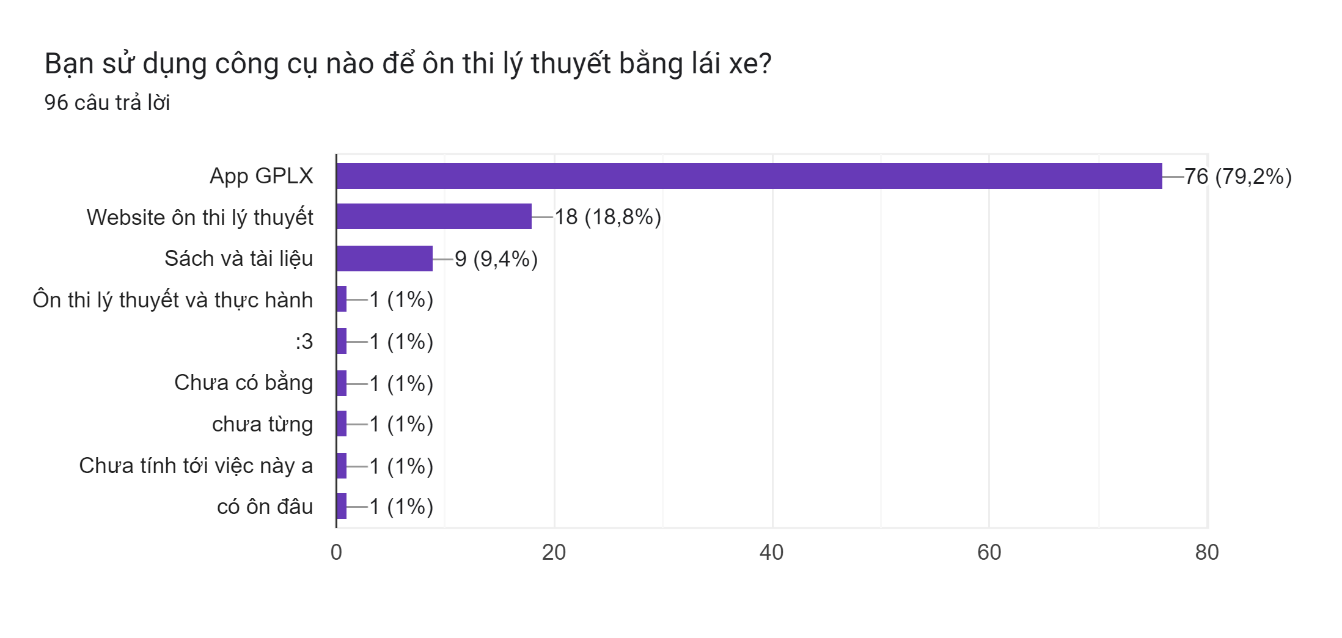 Bạn sử dụng công cụ nào để ôn thi lý thuyết bằng lái xe?
96 câu trả lời
App GPLX 76 (79,2%)
Website ôn thi lý thuyết 18 (18,8%)
Sách và tài liệu 9 (9,4%)
Ôn thi lý thuyết và thực hành 1 (1%)
:3 1 (1%)
Chưa có bằng 1 (1%)
chưa từng 1 (1%)
Chưa tính tới việc này a 1 (1%)
có ôn đâu 1 (1%)
0 20 40 60 80